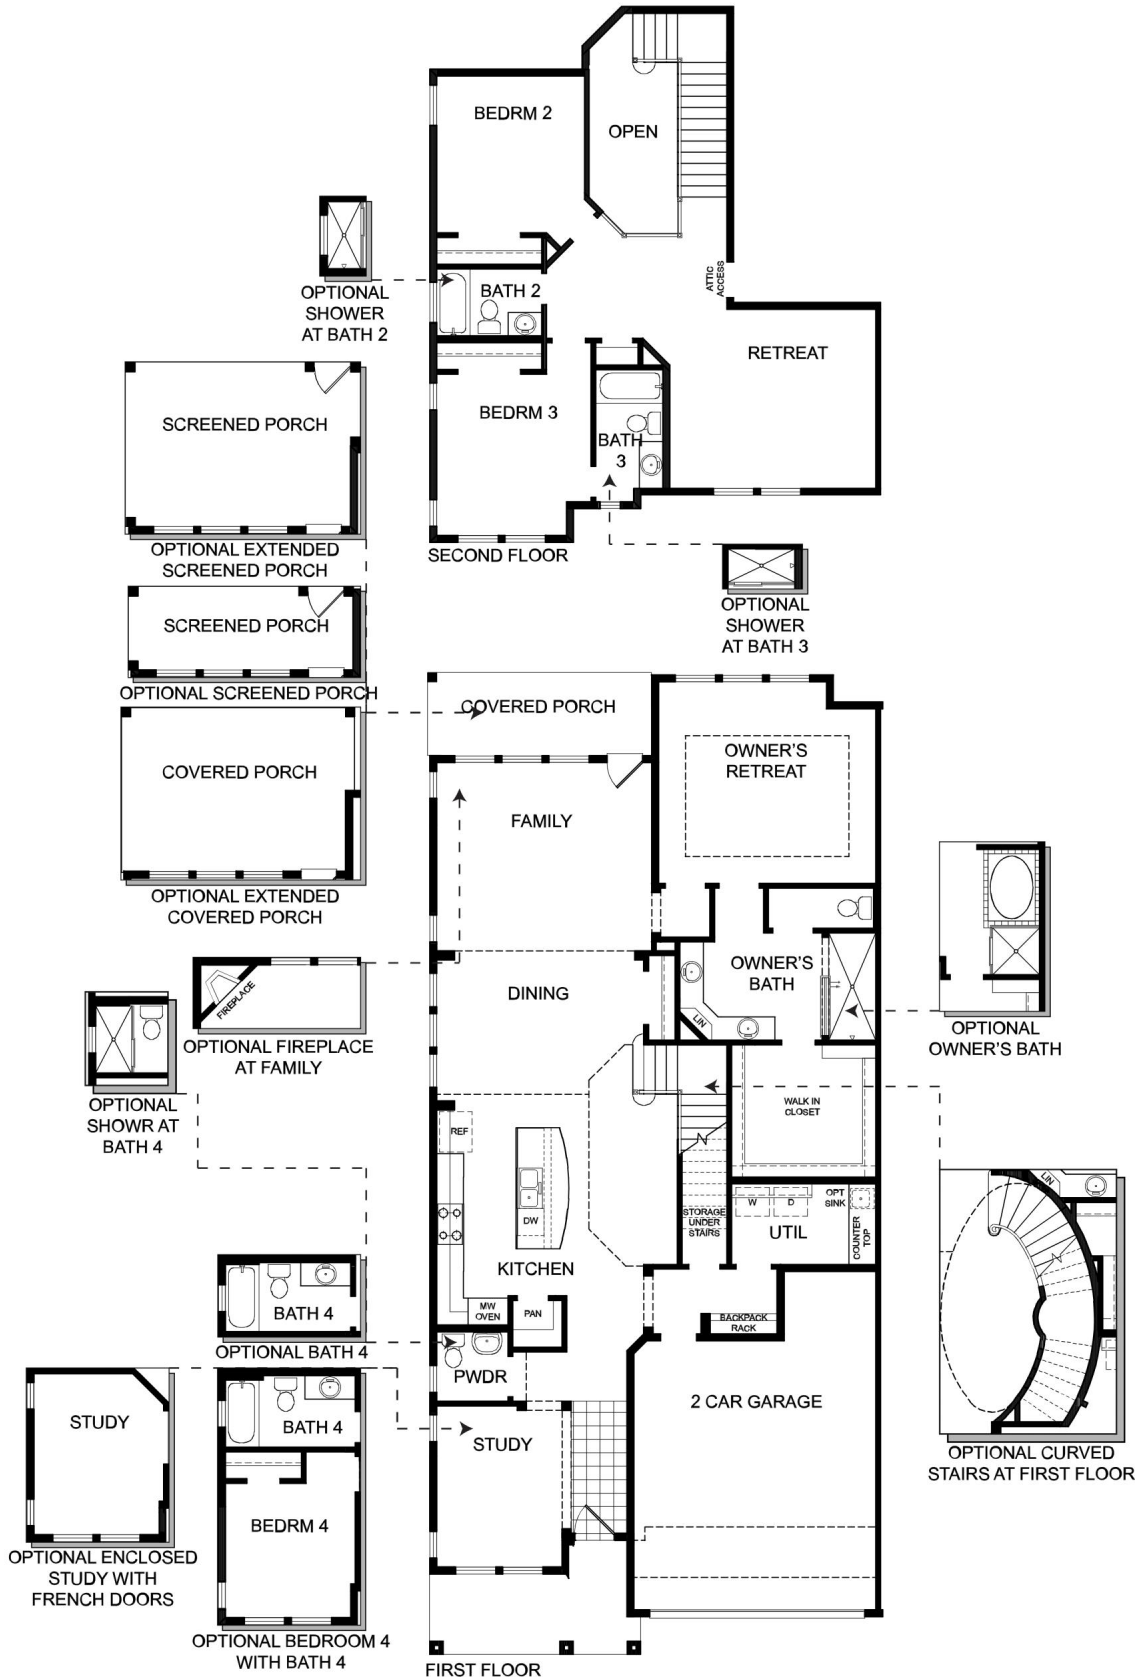 BEDRM 2
OPEN
ATTIC
ACCESS
BATH 2
OPTIONAL
SHOWER
AT BATH 2
RETREAT
BEDRM 3
BATH
3
SECOND FLOOR
OPTIONAL
SHOWER
AT BATH 3
SCREENED PORCH
OPTIONAL EXTENDED
SCREENED PORCH
SCREENED PORCH
OPTIONAL SCREENED PORCH
COVERED PORCH
OPTIONAL EXTENDED
COVERED PORCH
COVERED PORCH
OWNER'S
RETREAT
FAMILY
DINING
OWNER'S
BATH
LIN
OPTIONAL
OWNER'S BATH
FIREPLACE
OPTIONAL FIREPLACE
AT FAMILY
OPTIONAL
SHOWR AT
BATH 4
WALK IN
CLOSET
REF
DW
KITCHEN
STORAGE
UNDER
STAIRS
W
D
OPT
SINK
UTIL
COUNTER
TOP
LIN
MW
OVEN
PAN
BACKPACK
RACK
BATH 4
OPTIONAL BATH 4
PWDR
2 CAR GARAGE
STUDY
STUDY
OPTIONAL ENCLOSED
STUDY WITH
FRENCH DOORS
BATH 4
BEDRM 4
OPTIONAL BEDROOM 4
WITH BATH 4
OPTIONAL CURVED
STAIRS AT FIRST FLOOR
FIRST FLOOR